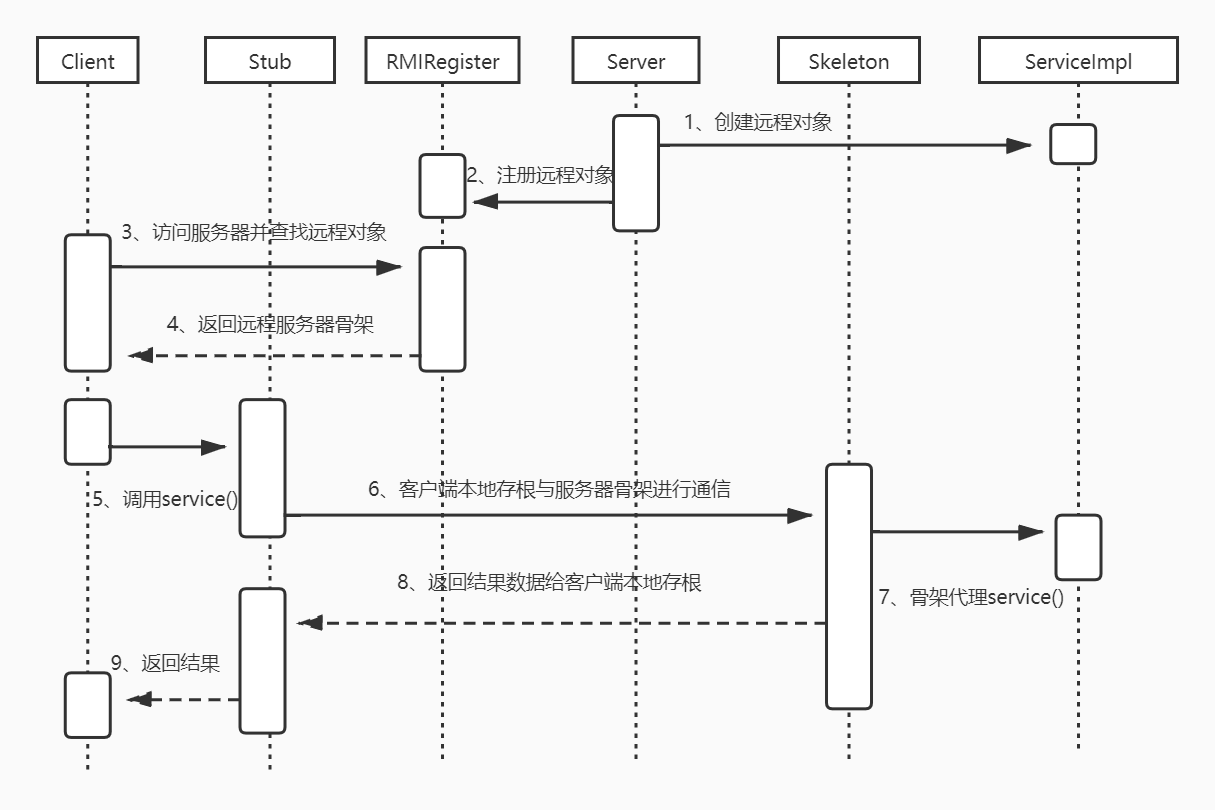 Client
Stub
RMIRegister
Server
Skeleton
ServiceImpl
1、创建远程对象
2、注册远程对象
3、访问服务器并查找远程对象
4、返回远程服务器骨架
5、调用service()
6、客户端本地存根与服务器骨架进行通信
8、返回结果数据给客户端本地存根
7、骨架代理service()
9、返回结果